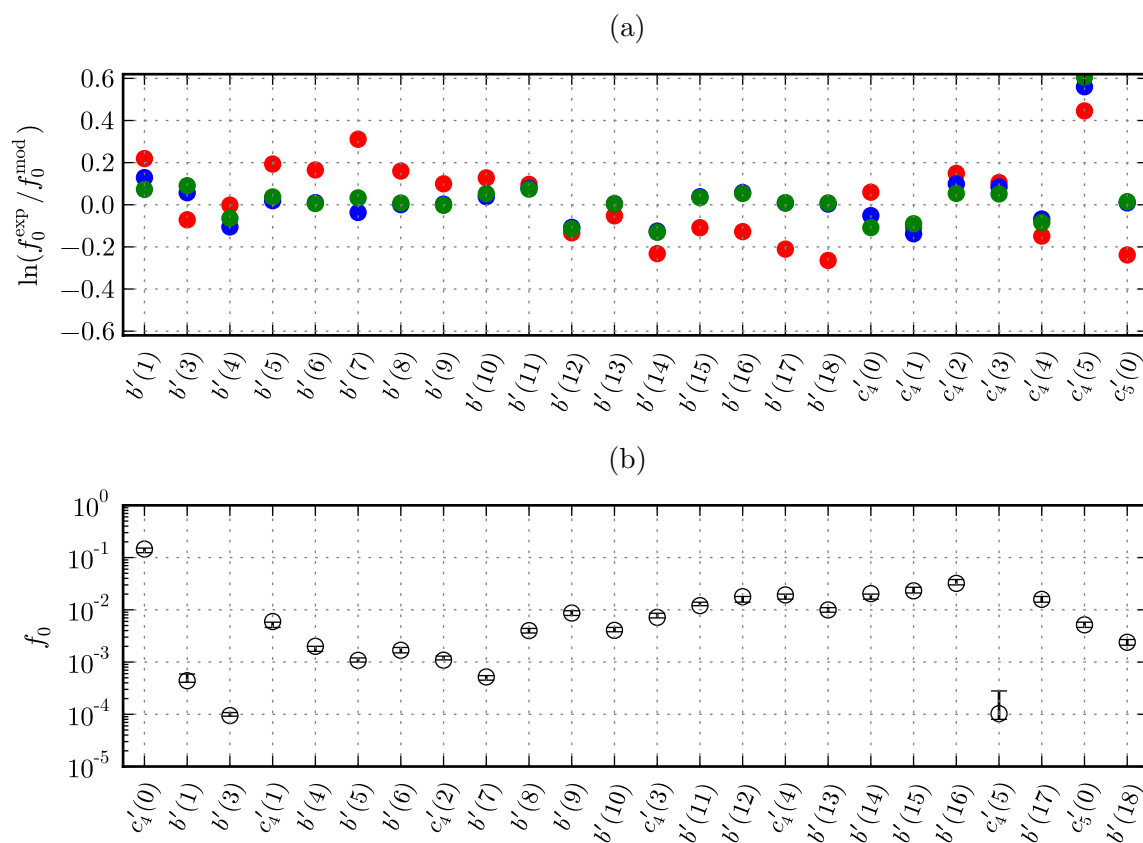 (a)
ln(f₀ᵉˣᵖ/f₀ᵐᵒᵈ)
0.6
0.4
0.2
0.0
−0.2
−0.4
−0.6
b′(1) b′(3) b′(4) b′(5) b′(6) b′(7) b′(8) b′(9) b′(10) b′(11) b′(12) b′(13) b′(14) b′(15) b′(16) b′(17) b′(18) c′₄(0) c′₄(1) c′₄(2) c′₄(3) c′₄(4) c′₄(5) c′₅(0)
(b)
f₀
10⁰
10⁻¹
10⁻²
10⁻³
10⁻⁴
10⁻⁵
c′₄(0) b′(1) b′(3) c′₄(1) b′(4) b′(5) b′(6) c′₄(2) b′(7) b′(8) b′(9) b′(10) c′₄(3) b′(11) b′(12) c′₄(4) b′(13) b′(14) b′(15) b′(16) c′₄(5) b′(17) c′₅(0) b′(18)